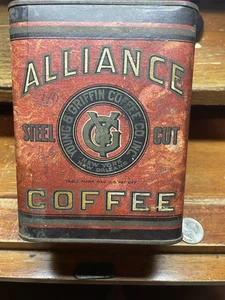 ALLIANCE
YOUNG & GRIFFIN COFFEE CO. INC.
STEEL CUT
NEW YORK
COFFEE